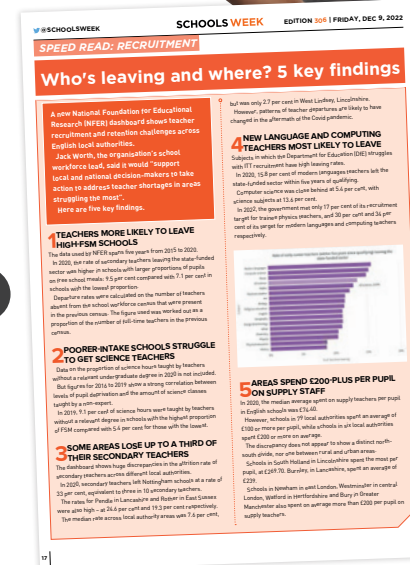 @SCHOOLSWEEK
SCHOOLSWEEK
EDITION 306 | FRIDAY, DEC 9, 2022
SPEED READ: RECRUITMENT
Who's leaving and where? 5 key findings
A new National Foundation for Educational
Research (NFER) dashboard shows teacher
recruitment and retention challenges across
English local authorities.
Jack Worth, the organisation's school
workforce lead, said it would "support
local and national decision-makers to take
action to address teacher shortages in areas
struggling the most".
Here are five key findings.
1 TEACHERS MORE LIKELY TO LEAVE
HIGH-FSM SCHOOLS
The data used by NFER spans five years from 2015 to 2020.
In 2020, the rate of secondary teachers leaving the state-funded
sector was higher in schools with larger proportions of pupils
on free school meals: 9.5 per cent compared with 7.1 per cent in
schools with the lowest proportion.
Departure rates were calculated on the number of teachers
absent from the school workforce census that were present
in the previous census. The figure used was worked out as a
proportion of the number of full-time teachers in the previous
census.
2 POORER-INTAKE SCHOOLS STRUGGLE
TO GET SCIENCE TEACHERS
Data on the proportion of science hours taught by teachers
without a relevant undergraduate degree in 2020 is not included.
But figures for 2016 to 2019 show a strong correlation between
levels of pupil deprivation and the amount of science classes
taught by a non-expert.
In 2019, 9.1 per cent of science hours were taught by teachers
without a relevant degree in schools with the highest proportion
of FSM compared with 5.4 per cent for those with the lowest.
3 SOME AREAS LOSE UP TO A THIRD OF
THEIR SECONDARY TEACHERS
The dashboard shows huge discrepancies in the attrition rate of
secondary teachers across different local authorities.
In 2020, secondary teachers left Nottingham schools at a rate of
33 per cent, equivalent to three in 10 secondary teachers.
The rates for Pendle in Lancashire and Rother in East Sussex
were also high – at 26.6 per cent and 19.3 per cent respectively.
The median rate across local authority areas was 7.6 per cent,
but was only 2.7 per cent in West Lindsey, Lincolnshire.
However, patterns of teacher departures are likely to have
changed in the aftermath of the Covid pandemic.
4 NEW LANGUAGE AND COMPUTING
TEACHERS MOST LIKELY TO LEAVE
Subjects in which the Department for Education (DfE) struggles
with ITT recruitment have high leaving rates.
In 2020, 15.8 per cent of modern languages teachers left the
state-funded sector within five years of qualifying.
Computer science was close behind at 15.6 per cent, with
science subjects at 13.6 per cent.
In 2022, the government met only 17 per cent of its recruitment
target for trainee physics teachers, and 30 per cent and 34 per
cent of its target for modern languages and computing teachers
respectively.
5 AREAS SPEND £200-PLUS PER PUPIL
ON SUPPLY STAFF
In 2020, the median average spent on supply teachers per pupil
in English schools was £74.40.
However, schools in 79 local authorities spent an average of
£100 or more per pupil, while schools in six local authorities
spent £200 or more on average.
The discrepancy does not appear to show a distinct north-
south divide, nor one between rural and urban areas.
Schools in South Holland in Lincolnshire spent the most per
pupil, at £269.70. Burnley, in Lancashire, spent an average of
£239.
Schools in Newham in east London, Westminster in central
London, Watford in Hertfordshire and Bury in Greater
Manchester also spent an average more than £200 per pupil on
supply teachers.
17